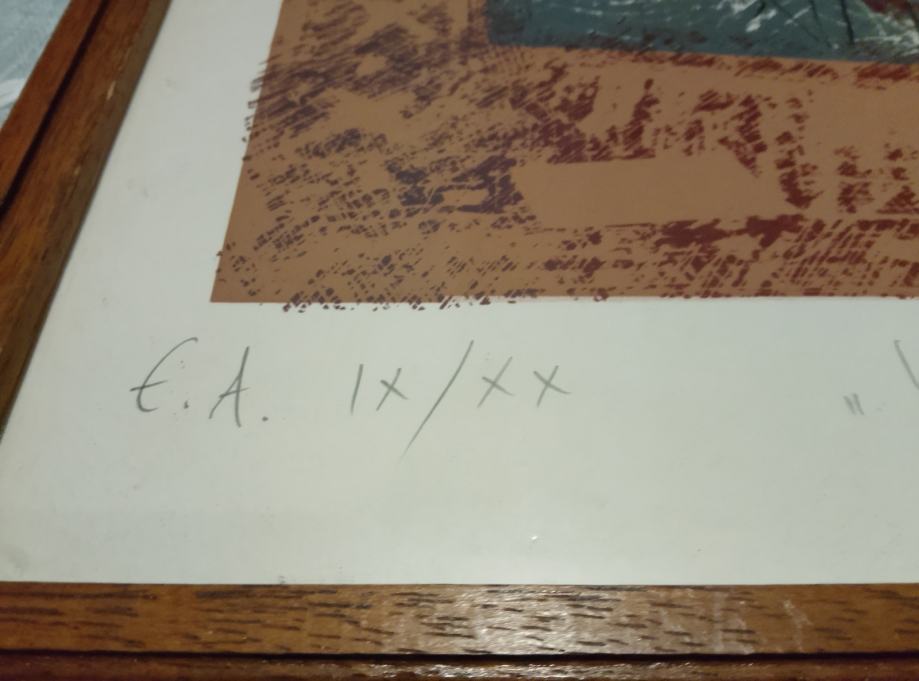 E.A. IX/XX "